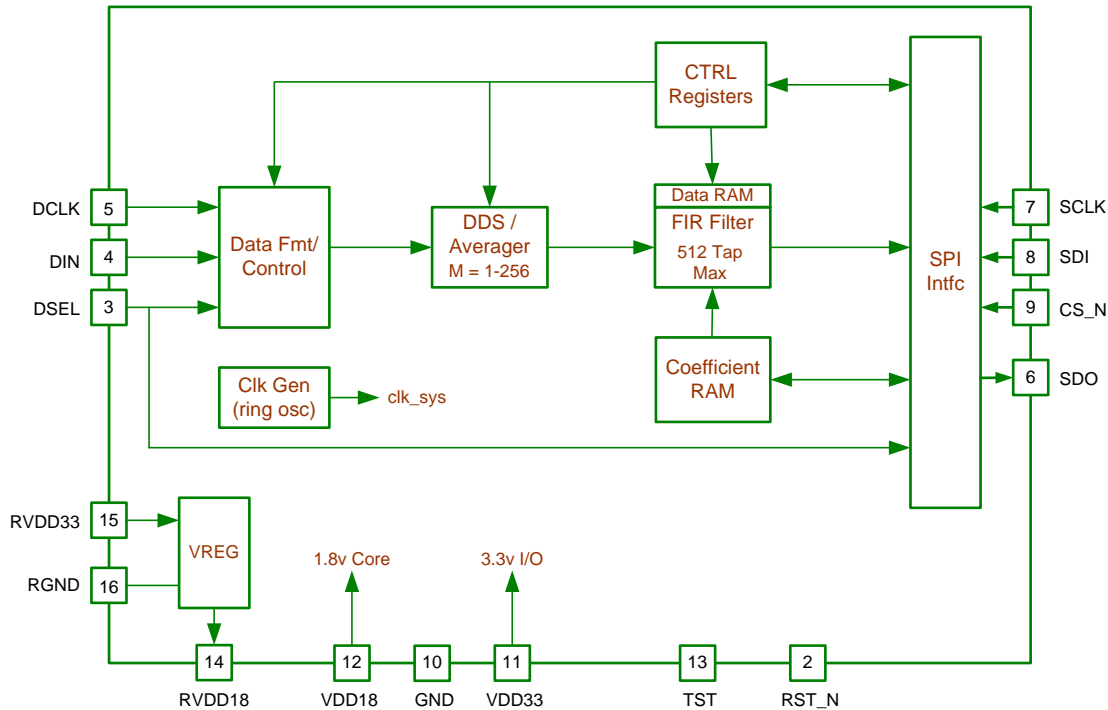 CTRL
Registers
DCLK
5
DIN
4
DSEL
3
Data Fmt/
Control
DDS /
Averager
M = 1-256
Data RAM
FIR Filter
512 Tap
Max
SPI
Intfc
7
SCLK
8
SDI
9
CS_N
6
SDO
Clk Gen
(ring osc)
clk_sys
Coefficient
RAM
RVDD33
15
RGND
16
VREG
1.8v Core
3.3v I/O
14
12
10
11
13
2
RVDD18
VDD18
GND
VDD33
TST
RST_N